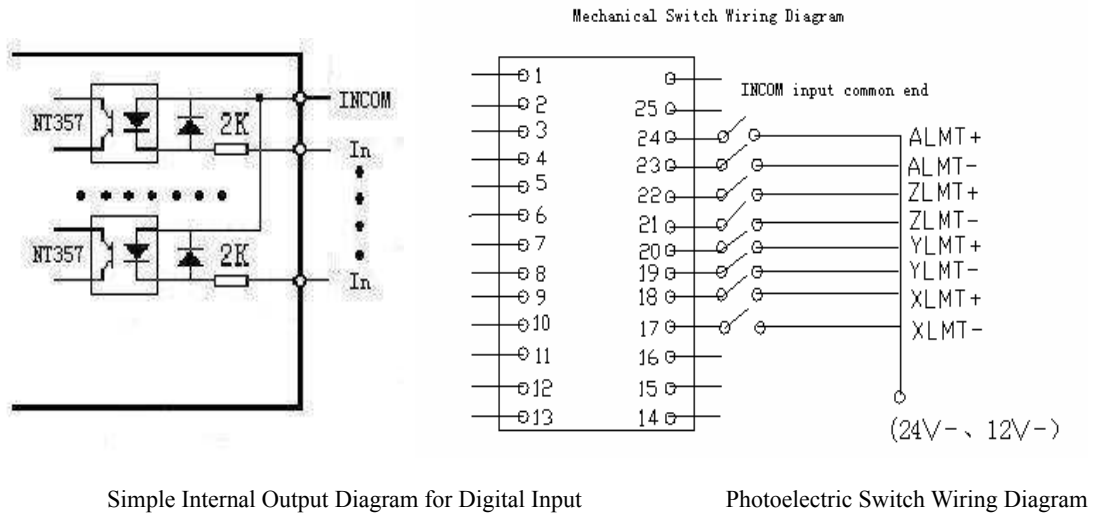 Mechanical Switch Wiring Diagram
INCOM
NT357
2K
In
NT357
2K
In
1
2
3
4
5
6
7
8
9
10
11
12
13
25
24
23
22
21
20
19
18
17
16
15
14
INCOM input common end
ALMT+
ALMT-
ZLMT+
ZLMT-
YLMT+
YLMT-
XLMT+
XLMT-
(24V-、12V-)
Simple Internal Output Diagram for Digital Input
Photoelectric Switch Wiring Diagram